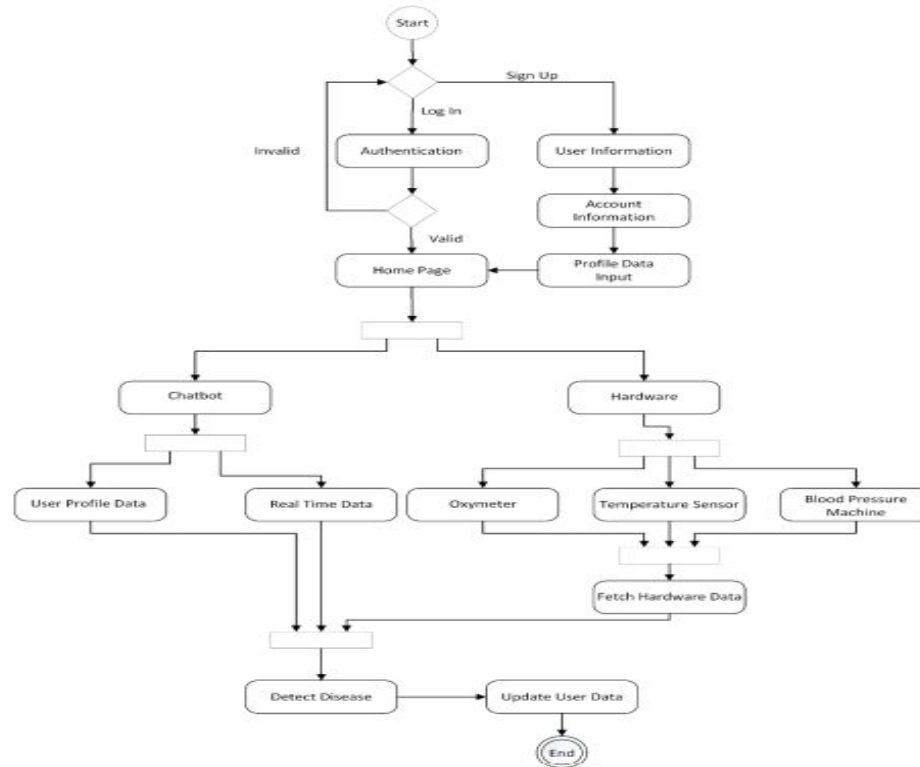 Start
Sign Up
Log In
Invalid
Authentication
User Information
Account
Information
Valid
Home Page
Profile Data
Input
Chatbot
Hardware
User Profile Data
Real Time Data
Oxymeter
Temperature Sensor
Blood Pressure
Machine
Fetch Hardware Data
Detect Disease
Update User Data
End